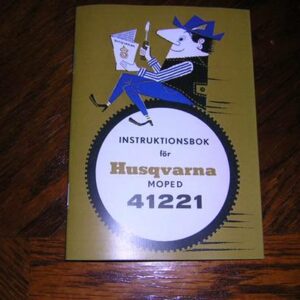 INSTRUKTIONSBOK
för
Husqvarna
MOPED
41221